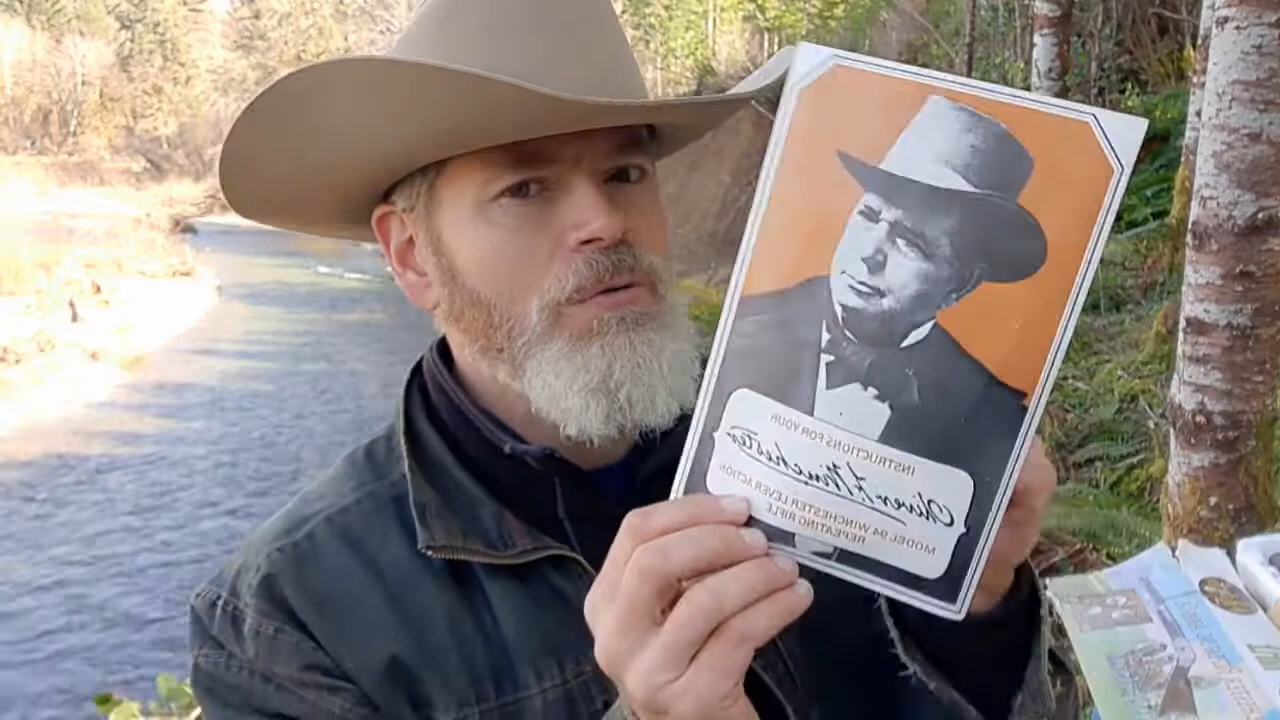 INSTRUCTIONS FOR YOUR
Oliver F. Winchester
MODEL 94 WINCHESTER LEVER ACTION
REPEATING RIFLE